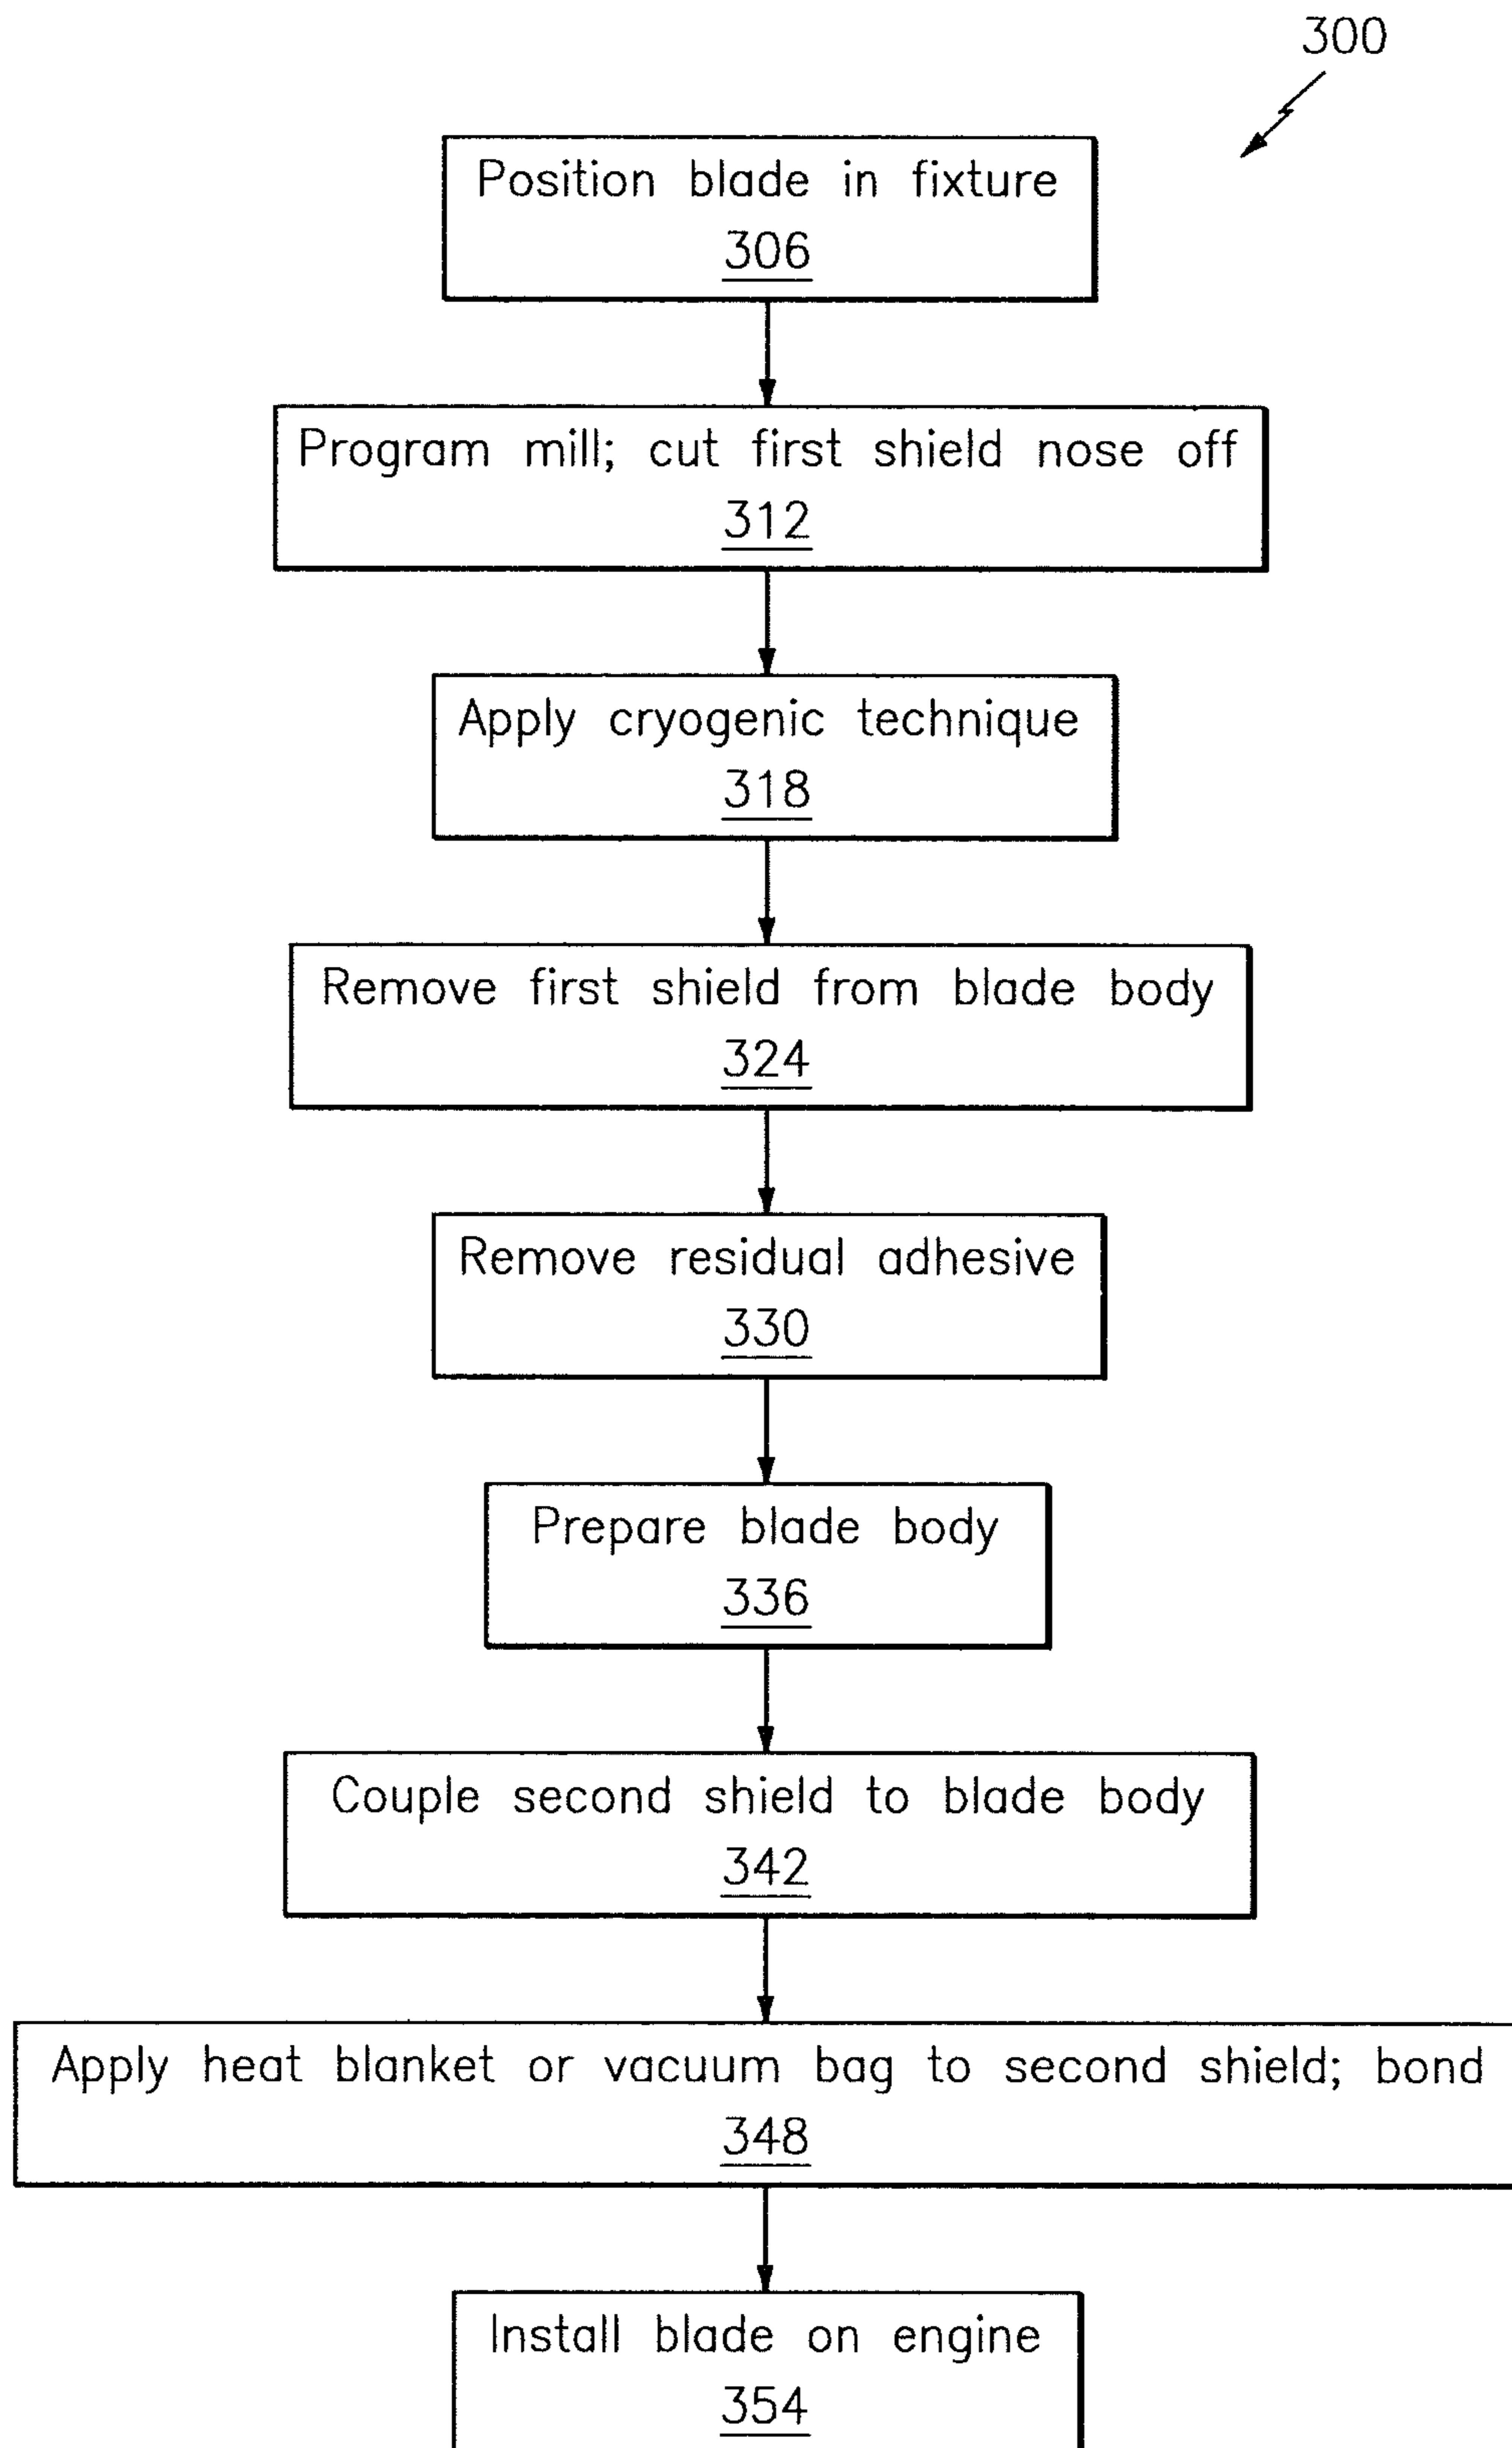 300
Position blade in fixture
306
Program mill; cut first shield nose off
312
Apply cryogenic technique
318
Remove first shield from blade body
324
Remove residual adhesive
330
Prepare blade body
336
Couple second shield to blade body
342
Apply heat blanket or vacuum bag to second shield; bond
348
Install blade on engine
354